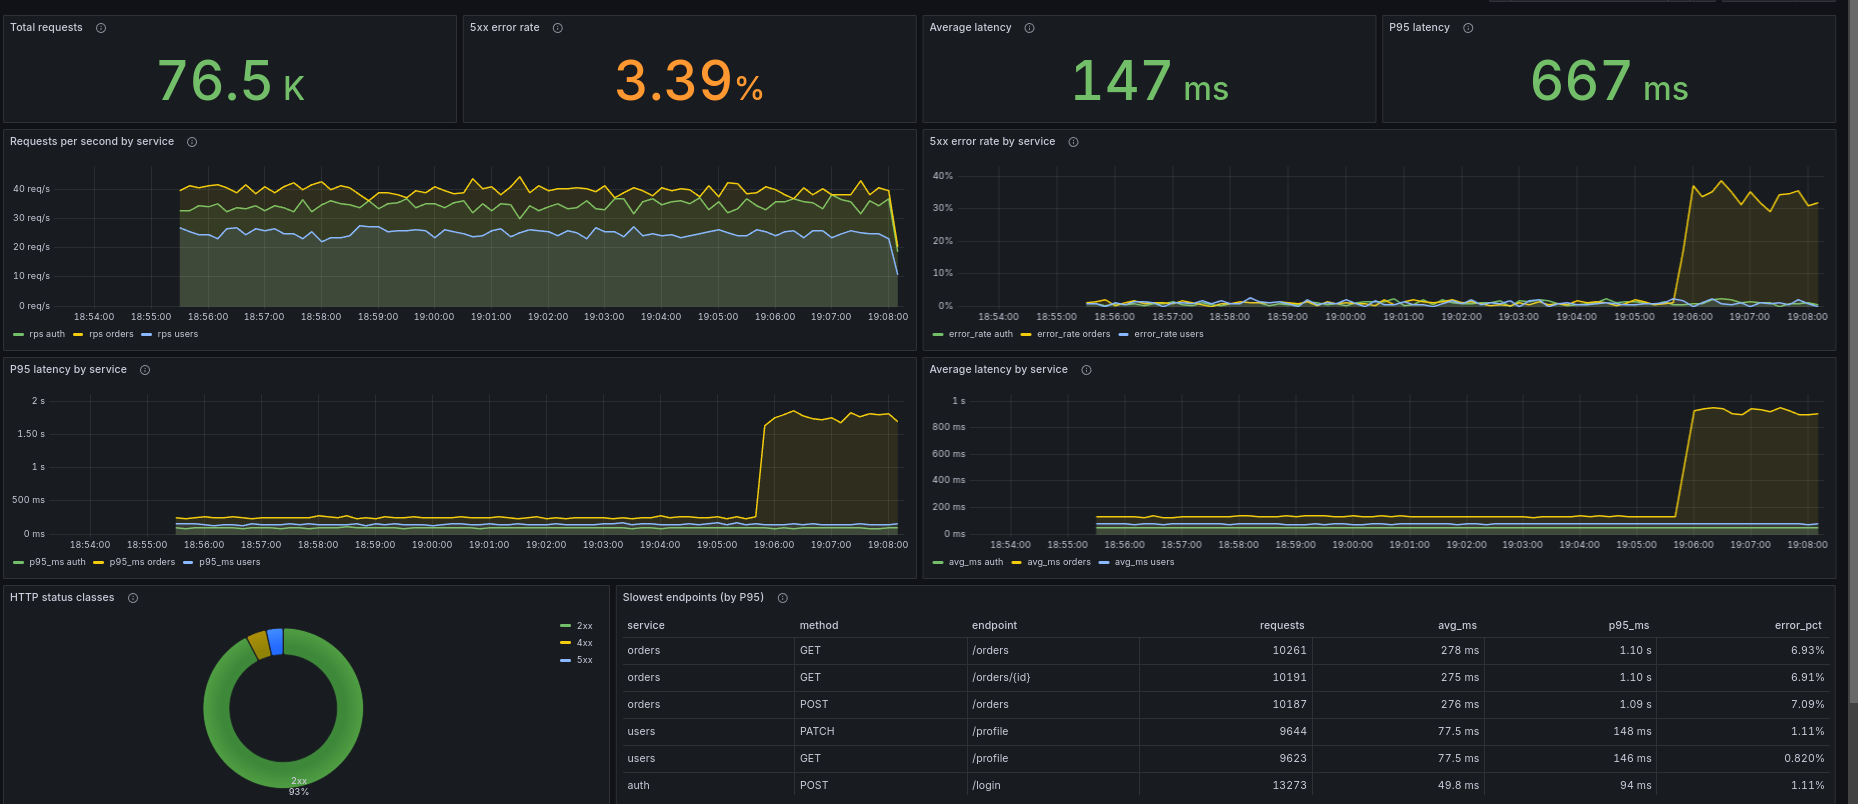 Total requests
5xx error rate
Average latency
P95 latency
76.5 K
3.39%
147 ms
667 ms
Requests per second by service
40 req/s
30 req/s
20 req/s
10 req/s
0 req/s
18:54:00 18:55:00 18:56:00 18:57:00 18:58:00 18:59:00 19:00:00 19:01:00 19:02:00 19:03:00 19:04:00 19:05:00 19:06:00 19:07:00 19:08:00
rps auth rps orders rps users
5xx error rate by service
40%
30%
20%
10%
0%
18:54:00 18:55:00 18:56:00 18:57:00 18:58:00 18:59:00 19:00:00 19:01:00 19:02:00 19:03:00 19:04:00 19:05:00 19:06:00 19:07:00 19:08:00
error_rate auth error_rate orders error_rate users
P95 latency by service
2 s
1.50 s
1 s
500 ms
0 ms
18:54:00 18:55:00 18:56:00 18:57:00 18:58:00 18:59:00 19:00:00 19:01:00 19:02:00 19:03:00 19:04:00 19:05:00 19:06:00 19:07:00 19:08:00
p95_ms auth p95_ms orders p95_ms users
Average latency by service
1 s
800 ms
600 ms
400 ms
200 ms
0 ms
18:54:00 18:55:00 18:56:00 18:57:00 18:58:00 18:59:00 19:00:00 19:01:00 19:02:00 19:03:00 19:04:00 19:05:00 19:06:00 19:07:00 19:08:00
avg_ms auth avg_ms orders avg_ms users
HTTP status classes
2xx
4xx
5xx
2xx
93%
Slowest endpoints (by P95)
service method endpoint requests avg_ms p95_ms error_pct
orders GET /orders 10261 278 ms 1.10 s 6.93%
orders GET /orders/{id} 10191 275 ms 1.10 s 6.91%
orders POST /orders 10187 276 ms 1.09 s 7.09%
users PATCH /profile 9644 77.5 ms 148 ms 1.11%
users GET /profile 9623 77.5 ms 146 ms 0.820%
auth POST /login 13273 49.8 ms 94 ms 1.11%